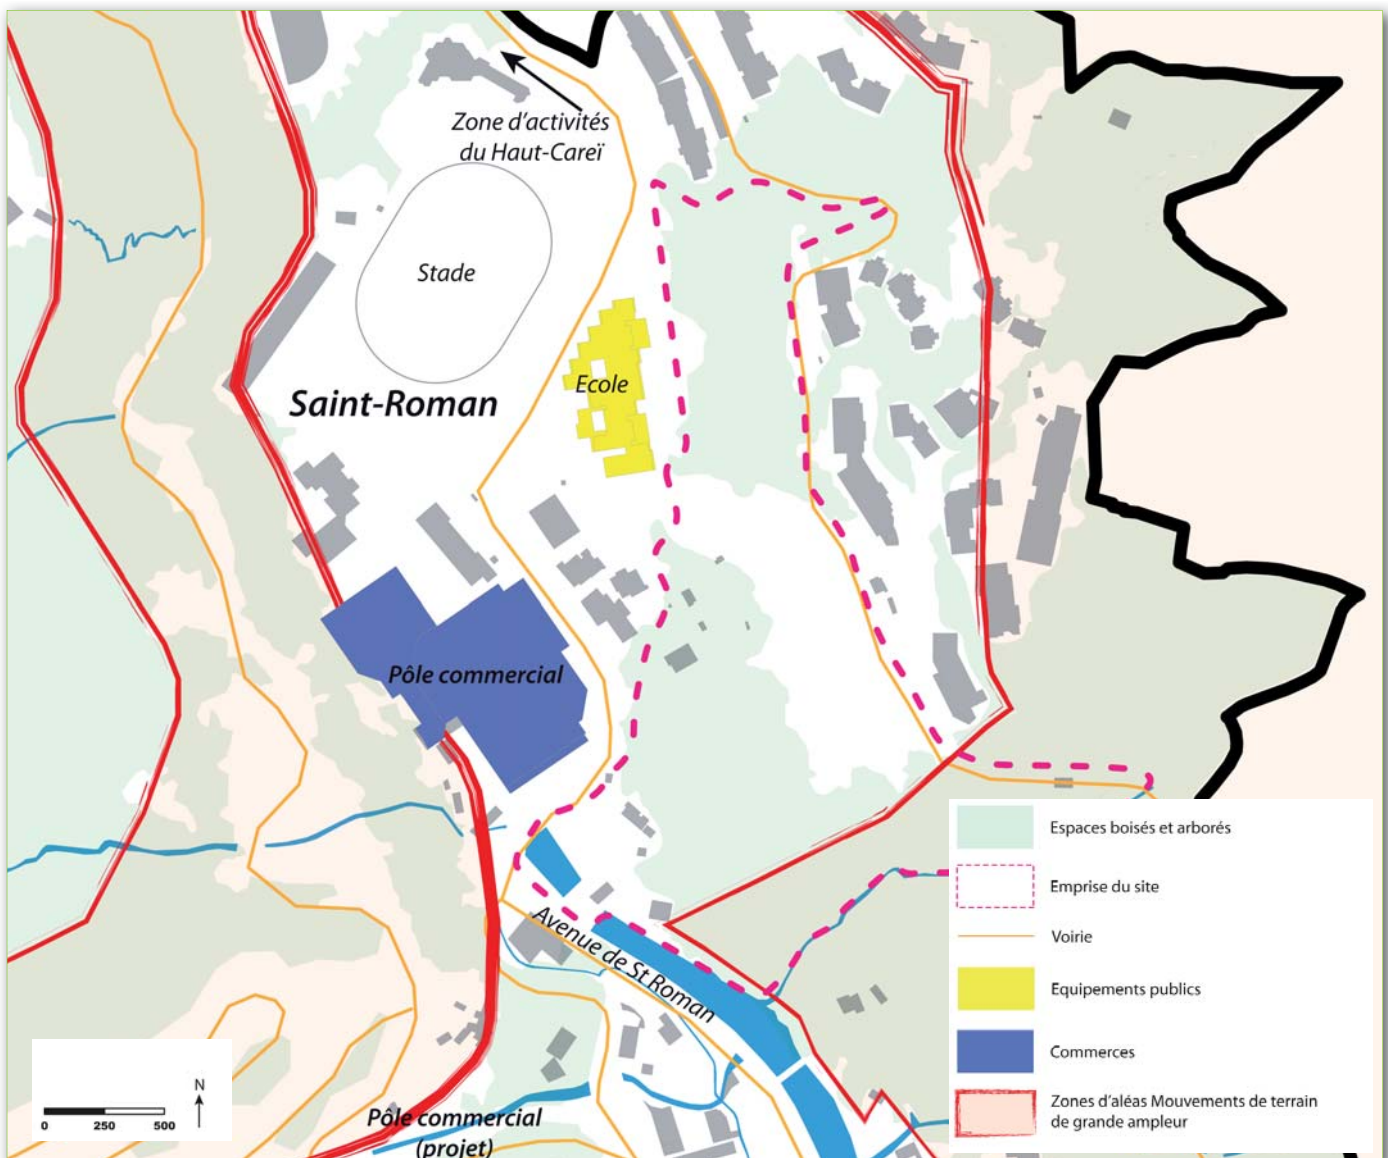 Zone d'activités
du Haut-Careï
Stade
Ecole
Saint-Roman
Pôle commercial
Avenue de St Roman
Pôle commercial
(projet)
N
0 250 500
Espaces boisés et arborés
Emprise du site
Voirie
Equipements publics
Commerces
Zones d'aléas Mouvements de terrain
de grande ampleur